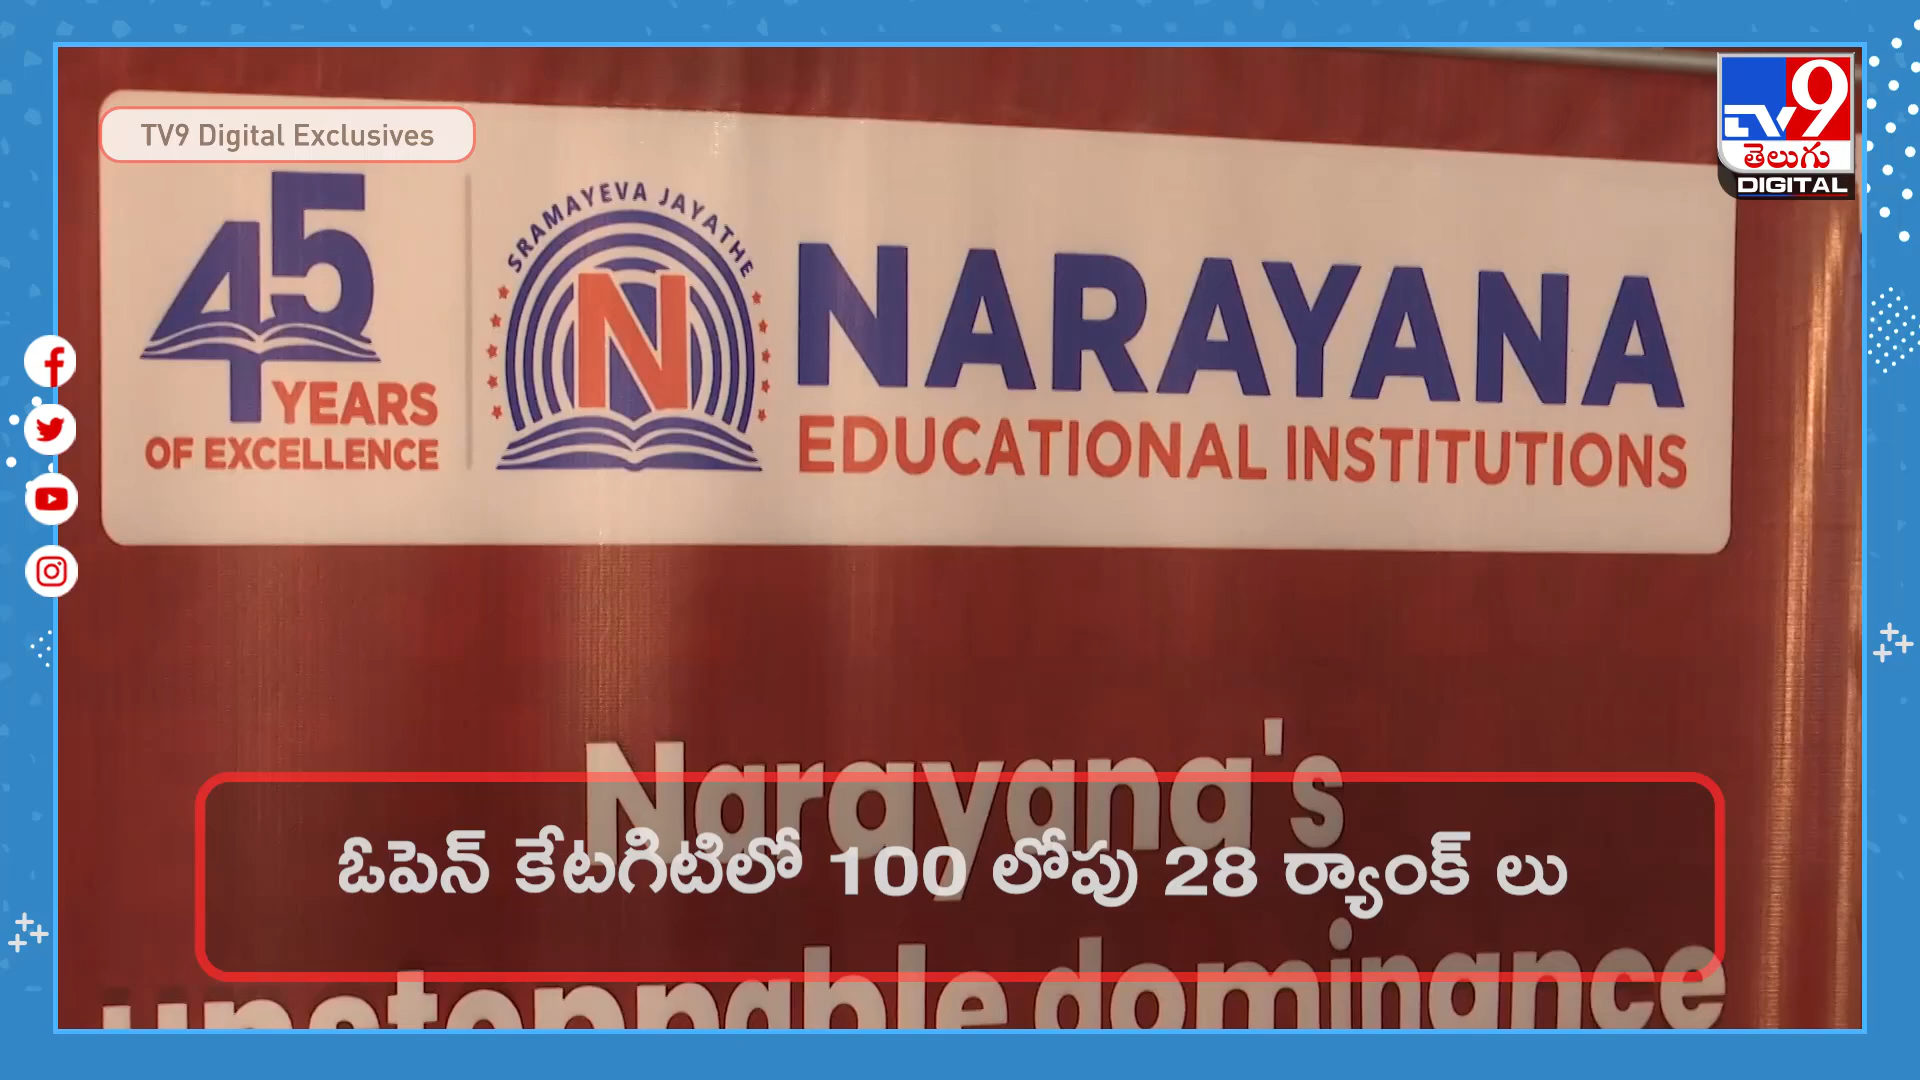 TV9 Digital Exclusives
TV9
తెలుగు
DIGITAL
45
YEARS
OF EXCELLENCE
SRAMAYEVA JAYATHE
N
NARAYANA
EDUCATIONAL INSTITUTIONS
Narayana's
ఓపెన్ కేటగిటిలో 100 లోపు 28 ర్యాంక్ లు
unstoppable dominance